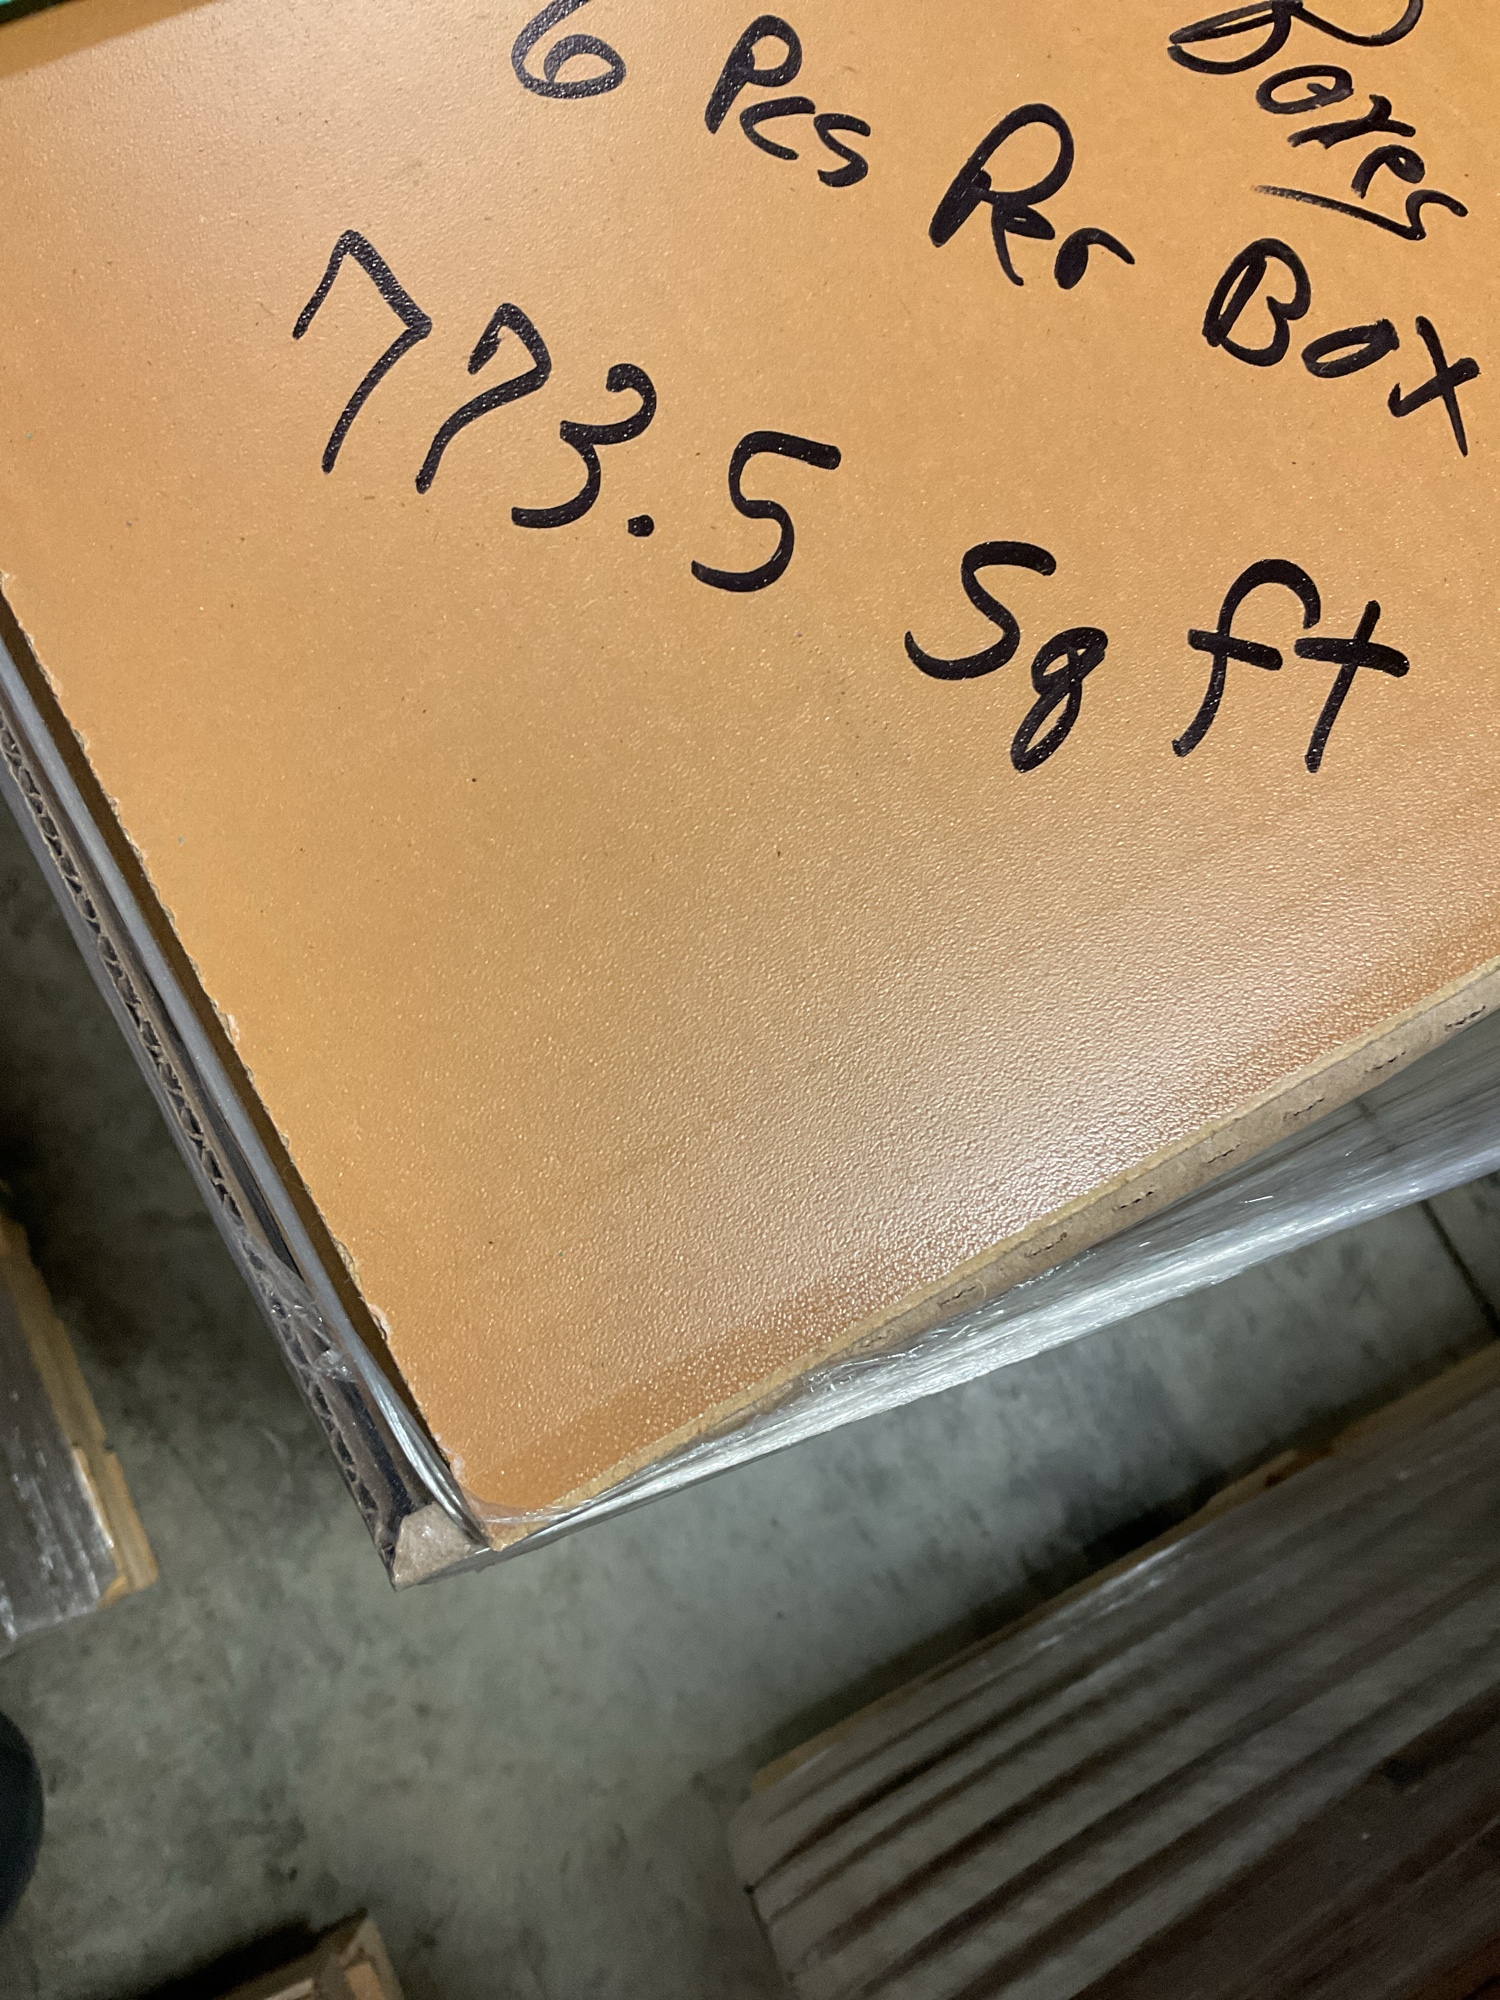 Boxes
6 Pcs Per Box
773.5 Sq ft